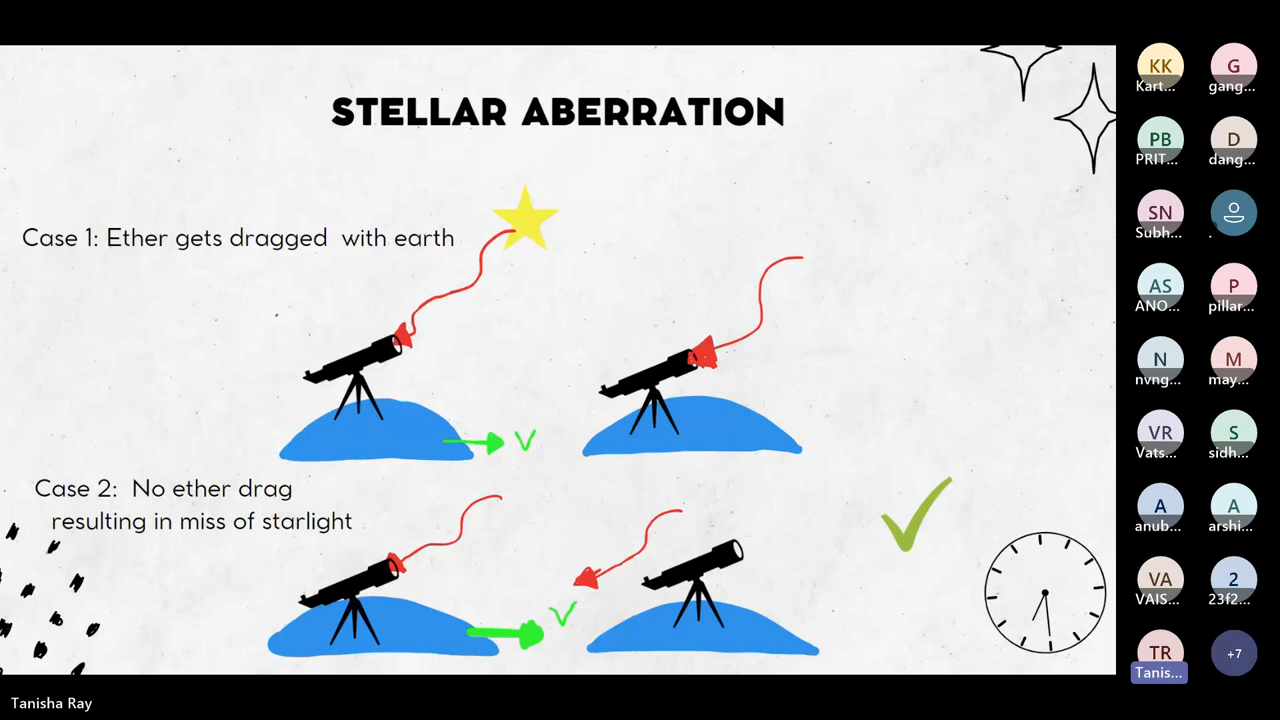 STELLAR ABERRATION
Case 1: Ether gets dragged with earth
V
Case 2: No ether drag
resulting in miss of starlight
V
KK
Kart...
G
gang...
PB
PRIT...
D
dang...
SN
Subh...
.
AS
ANO...
P
pillar...
N
nvng...
M
may...
VR
Vats...
S
sidh...
A
anub...
A
arshi...
VA
VAIS...
2
23f2...
TR
Tanis...
+7
Tanisha Ray